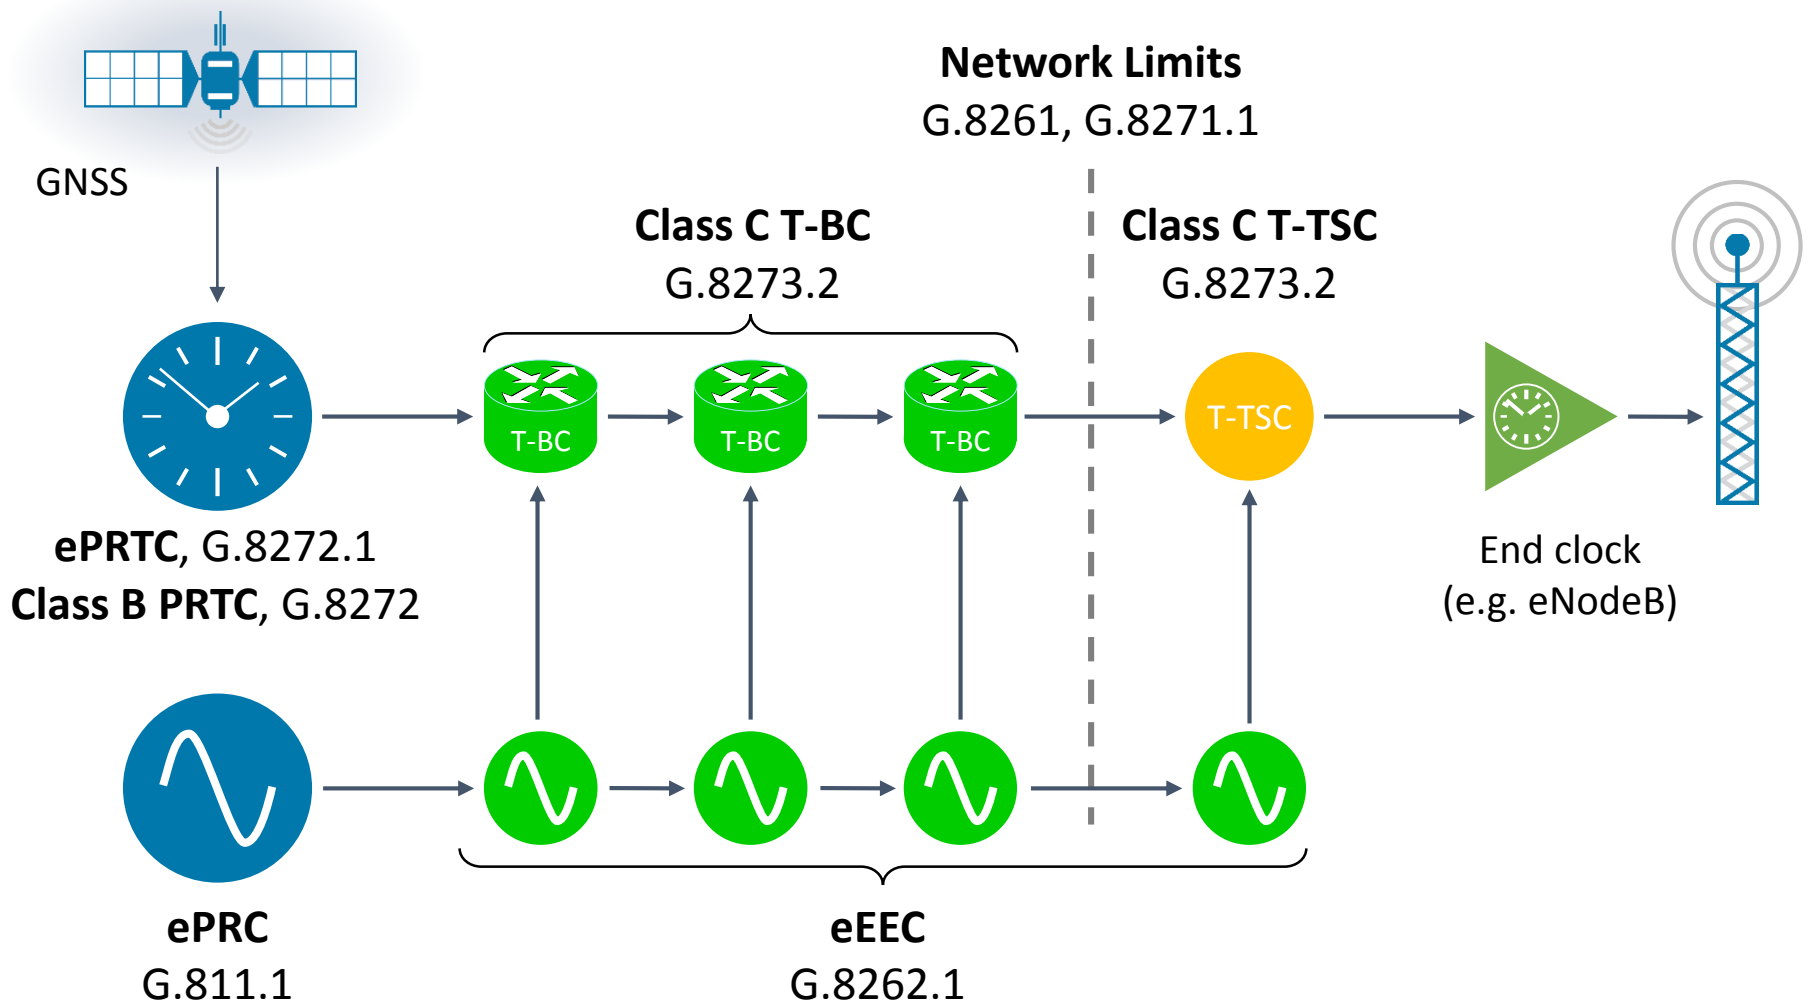 Network Limits
G.8261, G.8271.1
GNSS
Class C T-BC
G.8273.2
Class C T-TSC
G.8273.2
T-BC
T-BC
T-BC
T-TSC
ePRTC, G.8272.1
Class B PRTC, G.8272
End clock
(e.g. eNodeB)
ePRC
G.811.1
eEEC
G.8262.1